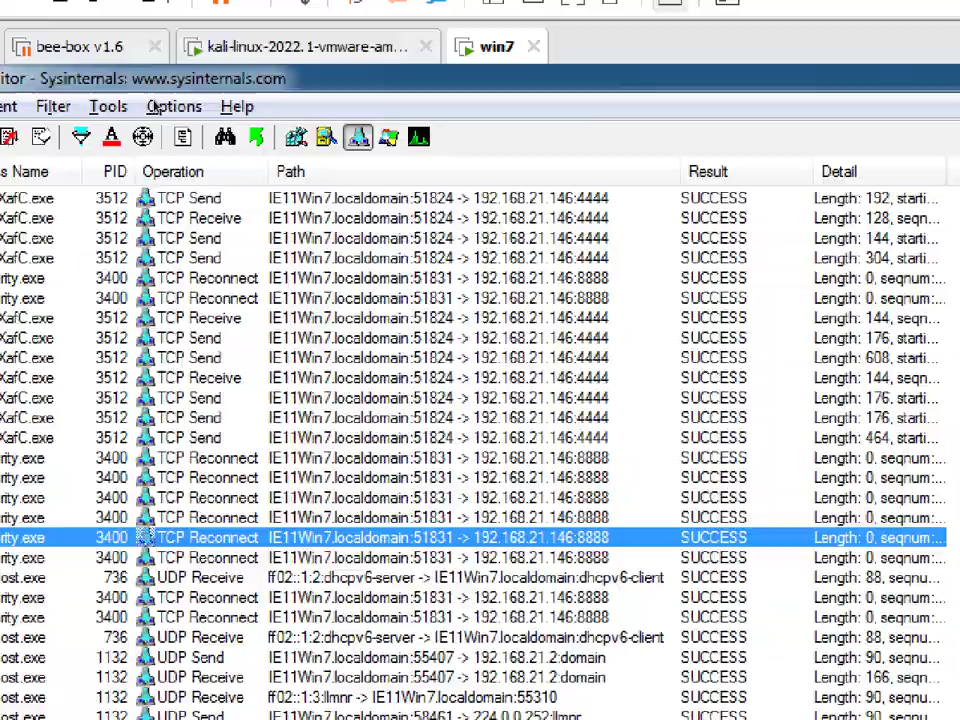 bee-box v1.6
kali-linux-2022.1-vmware-am...
win7
itor - Sysinternals: www.sysinternals.com
ent Filter Tools Options Help
s Name PID Operation Path Result Detail
XafC.exe 3512 TCP Send IE11Win7.localdomain:51824 -> 192.168.21.146:4444 SUCCESS Length: 192, starti...
XafC.exe 3512 TCP Receive IE11Win7.localdomain:51824 -> 192.168.21.146:4444 SUCCESS Length: 128, seqn...
XafC.exe 3512 TCP Send IE11Win7.localdomain:51824 -> 192.168.21.146:4444 SUCCESS Length: 144, starti...
XafC.exe 3512 TCP Send IE11Win7.localdomain:51824 -> 192.168.21.146:4444 SUCCESS Length: 304, starti...
rity.exe 3400 TCP Reconnect IE11Win7.localdomain:51831 -> 192.168.21.146:8888 SUCCESS Length: 0, seqnum:...
rity.exe 3400 TCP Reconnect IE11Win7.localdomain:51831 -> 192.168.21.146:8888 SUCCESS Length: 0, seqnum:...
XafC.exe 3512 TCP Receive IE11Win7.localdomain:51824 -> 192.168.21.146:4444 SUCCESS Length: 144, seqn...
XafC.exe 3512 TCP Send IE11Win7.localdomain:51824 -> 192.168.21.146:4444 SUCCESS Length: 176, starti...
XafC.exe 3512 TCP Send IE11Win7.localdomain:51824 -> 192.168.21.146:4444 SUCCESS Length: 608, starti...
XafC.exe 3512 TCP Receive IE11Win7.localdomain:51824 -> 192.168.21.146:4444 SUCCESS Length: 144, seqn...
XafC.exe 3512 TCP Send IE11Win7.localdomain:51824 -> 192.168.21.146:4444 SUCCESS Length: 176, starti...
XafC.exe 3512 TCP Send IE11Win7.localdomain:51824 -> 192.168.21.146:4444 SUCCESS Length: 176, starti...
XafC.exe 3512 TCP Send IE11Win7.localdomain:51824 -> 192.168.21.146:4444 SUCCESS Length: 464, starti...
rity.exe 3400 TCP Reconnect IE11Win7.localdomain:51831 -> 192.168.21.146:8888 SUCCESS Length: 0, seqnum:...
rity.exe 3400 TCP Reconnect IE11Win7.localdomain:51831 -> 192.168.21.146:8888 SUCCESS Length: 0, seqnum:...
rity.exe 3400 TCP Reconnect IE11Win7.localdomain:51831 -> 192.168.21.146:8888 SUCCESS Length: 0, seqnum:...
rity.exe 3400 TCP Reconnect IE11Win7.localdomain:51831 -> 192.168.21.146:8888 SUCCESS Length: 0, seqnum:...
rity.exe 3400 TCP Reconnect IE11Win7.localdomain:51831 -> 192.168.21.146:8888 SUCCESS Length: 0, seqnum:...
rity.exe 3400 TCP Reconnect IE11Win7.localdomain:51831 -> 192.168.21.146:8888 SUCCESS Length: 0, seqnum:...
ost.exe 736 UDP Receive ff02::1:2:dhcpv6-server -> IE11Win7.localdomain:dhcpv6-client SUCCESS Length: 88, seqnu...
rity.exe 3400 TCP Reconnect IE11Win7.localdomain:51831 -> 192.168.21.146:8888 SUCCESS Length: 0, seqnum:...
rity.exe 3400 TCP Reconnect IE11Win7.localdomain:51831 -> 192.168.21.146:8888 SUCCESS Length: 0, seqnum:...
ost.exe 736 UDP Receive ff02::1:2:dhcpv6-server -> IE11Win7.localdomain:dhcpv6-client SUCCESS Length: 88, seqnu...
ost.exe 1132 UDP Send IE11Win7.localdomain:55407 -> 192.168.21.2:domain SUCCESS Length: 90, seqnu...
ost.exe 1132 UDP Receive IE11Win7.localdomain:55407 -> 192.168.21.2:domain SUCCESS Length: 166, seqn...
ost.exe 1132 UDP Receive ff02::1:3:llmnr -> IE11Win7.localdomain:55310 SUCCESS Length: 90, seqnu...
ost.exe 1132 UDP Send IE11Win7.localdomain:58461 -> 224.0.0.252:llmnr SUCCESS Length: 90, seqnu...